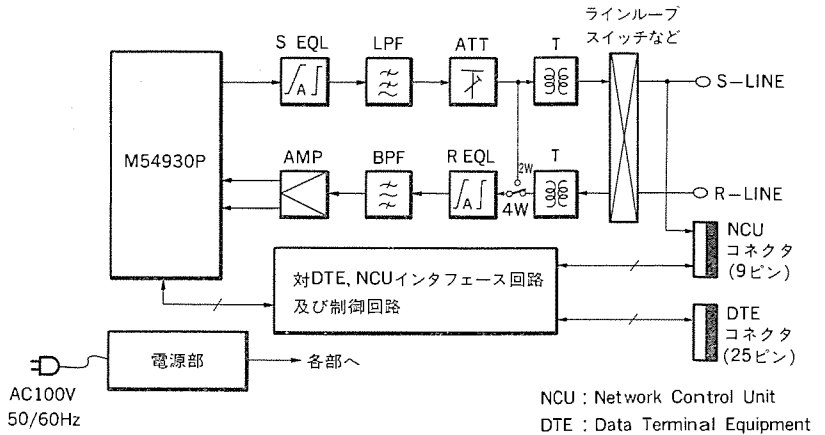 ラインループ
スイッチなど
S EQL
LPF
ATT
T
A
S-LINE
M54930P
AMP
BPF
R EQL
2W
T
A
4W
R-LINE
NCU
コネクタ
(9ピン)
対DTE, NCUインタフェース回路
及び制御回路
DTE
コネクタ
(25ピン)
電源部
各部へ
AC100V
50/60Hz
NCU : Network Control Unit
DTE : Data Terminal Equipment